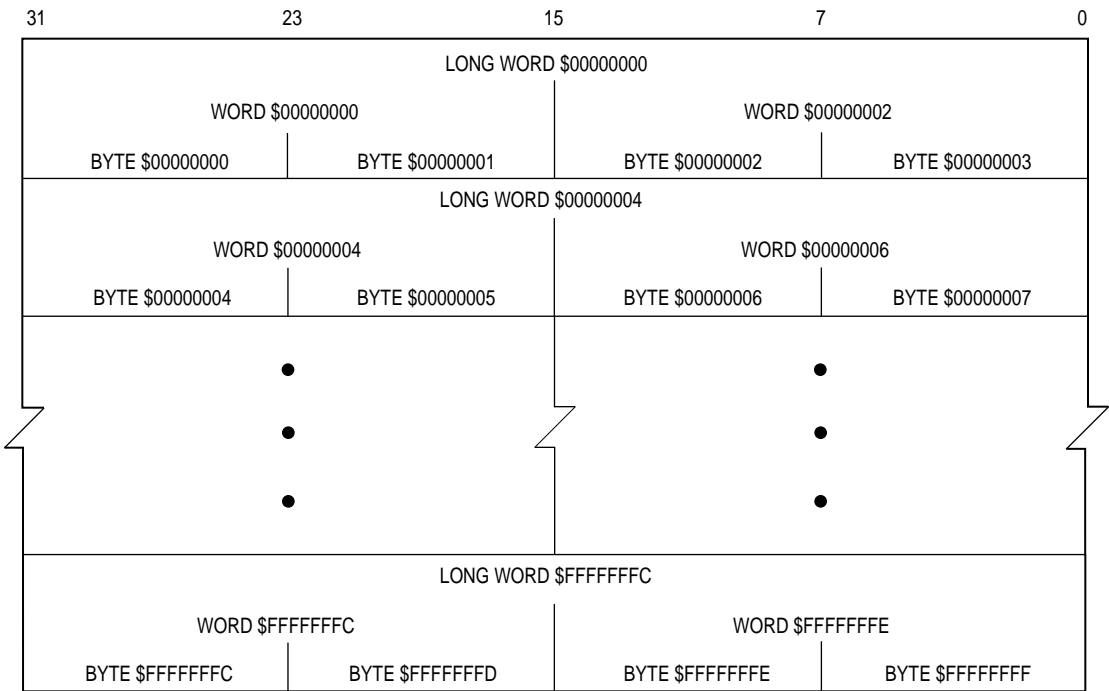 31 23 15 7 0
LONG WORD $00000000
WORD $00000000 WORD $00000002
BYTE $00000000 BYTE $00000001 BYTE $00000002 BYTE $00000003
LONG WORD $00000004
WORD $00000004 WORD $00000006
BYTE $00000004 BYTE $00000005 BYTE $00000006 BYTE $00000007
LONG WORD $FFFFFFFC
WORD $FFFFFFFC WORD $FFFFFFFE
BYTE $FFFFFFFC BYTE $FFFFFFFD BYTE $FFFFFFFE BYTE $FFFFFFFF